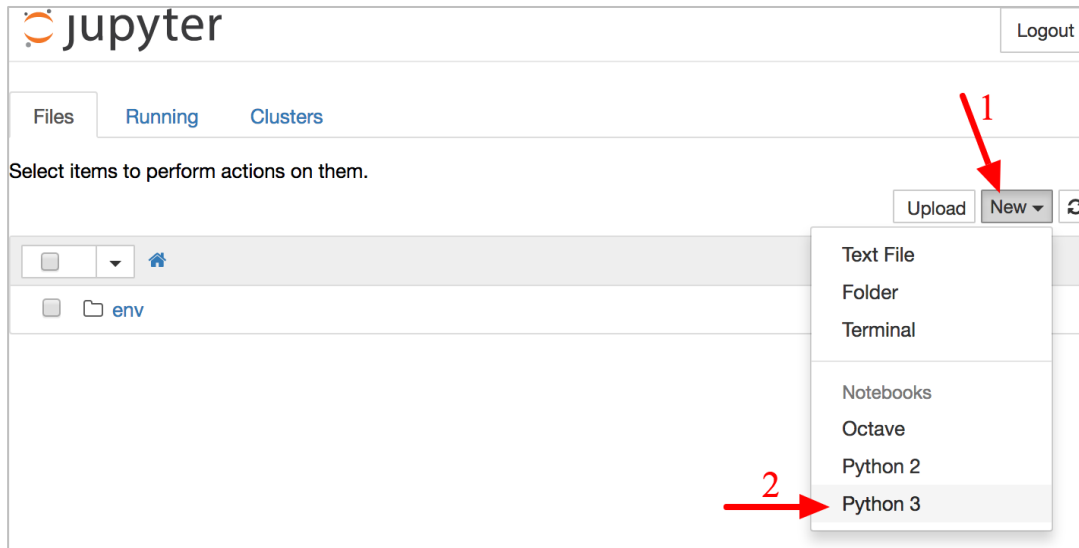 jupyter
Logout
Files Running Clusters
1
Select items to perform actions on them.
Upload New
Text File
env
Folder
Terminal
Notebooks
Octave
Python 2
2
Python 3